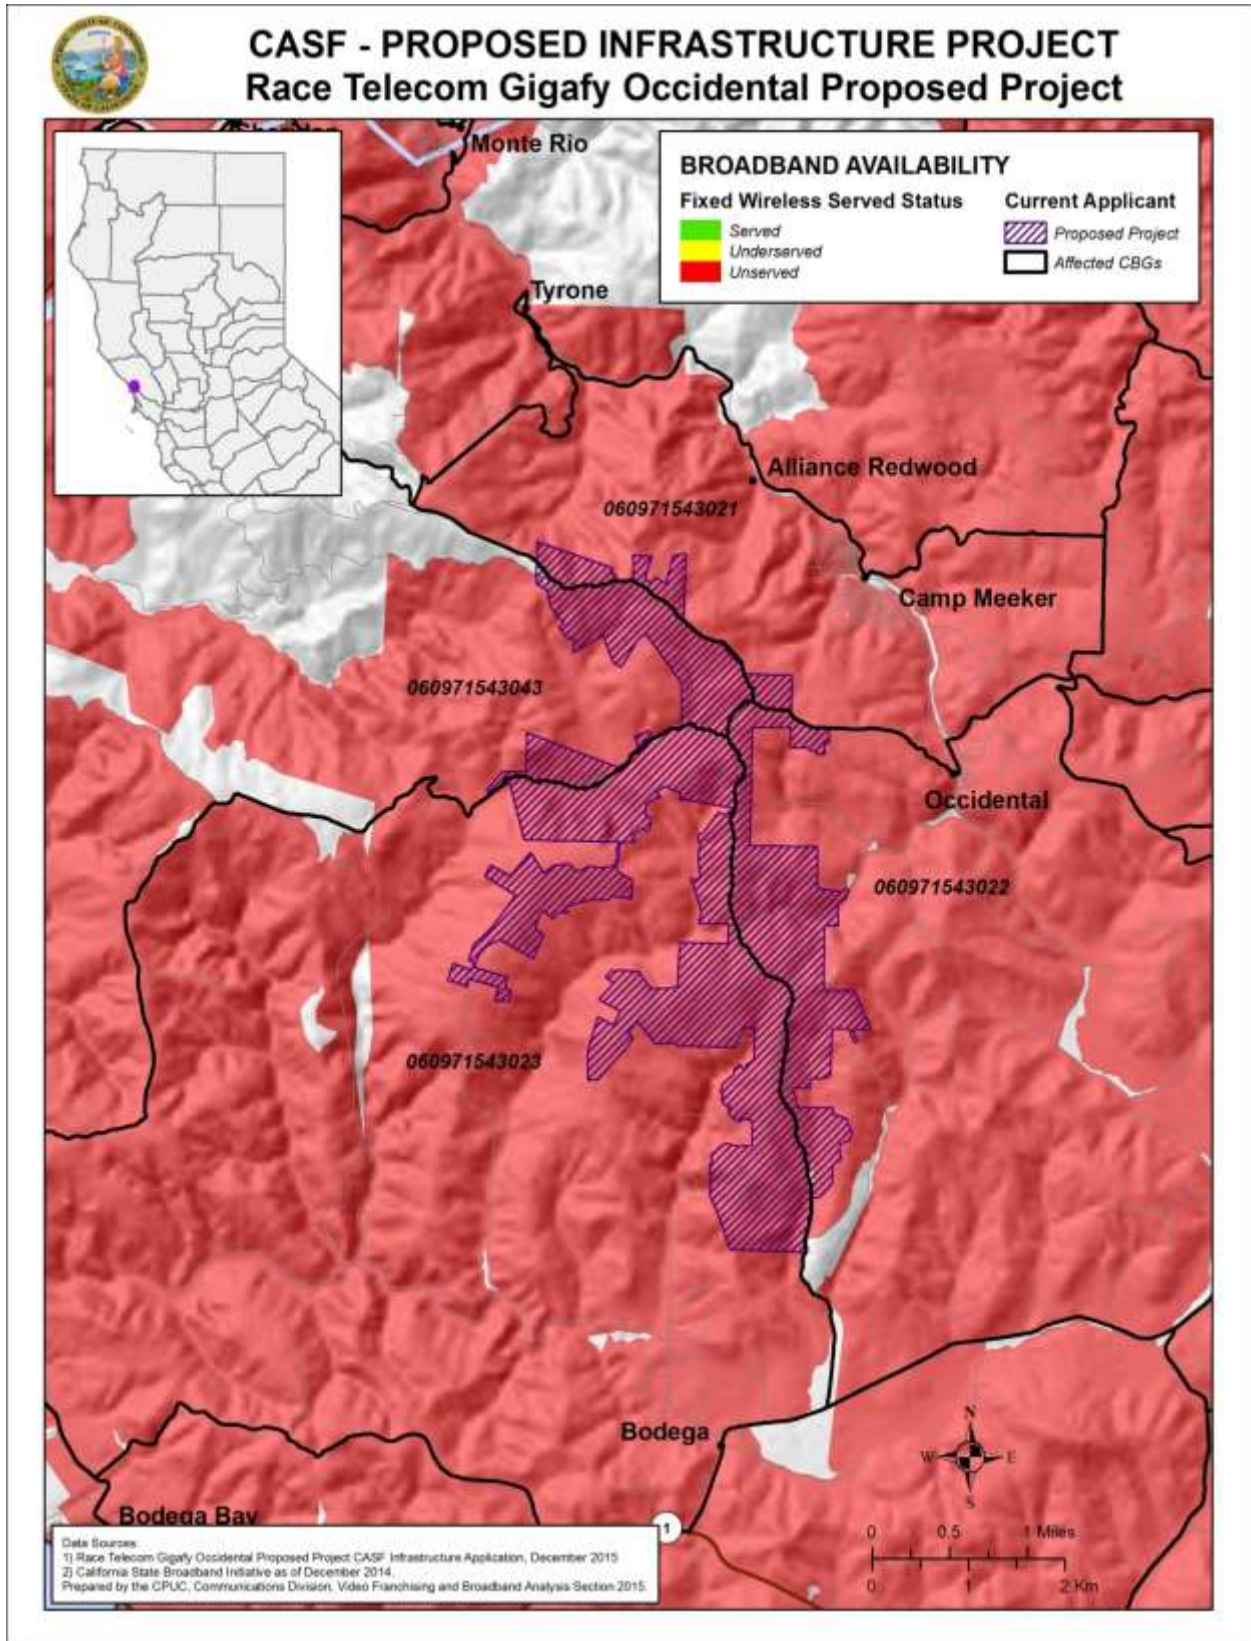 CASF - PROPOSED INFRASTRUCTURE PROJECT
Race Telecom Gigafy Occidental Proposed Project
Monte Rio
BROADBAND AVAILABILITY
Fixed Wireless Served Status
Served
Underserved
Unserved
Current Applicant
Proposed Project
Affected CBGs
Tyrone
Alliance Redwood
060971543021
Camp Meeker
060971543043
Occidental
060971543022
060971543023
Bodega
N
W E
S
Bodega Bay
1
0 0.5 1 Miles
0 1 2 Km
Data Sources
1) Race Telecom Gigafy Occidental Proposed Project CASF Infrastructure Application, December 2015
2) California State Broadband Initiative as of December 2014.
Prepared by the CPUC, Communications Division, Video Franchising and Broadband Analysis Section 2015.